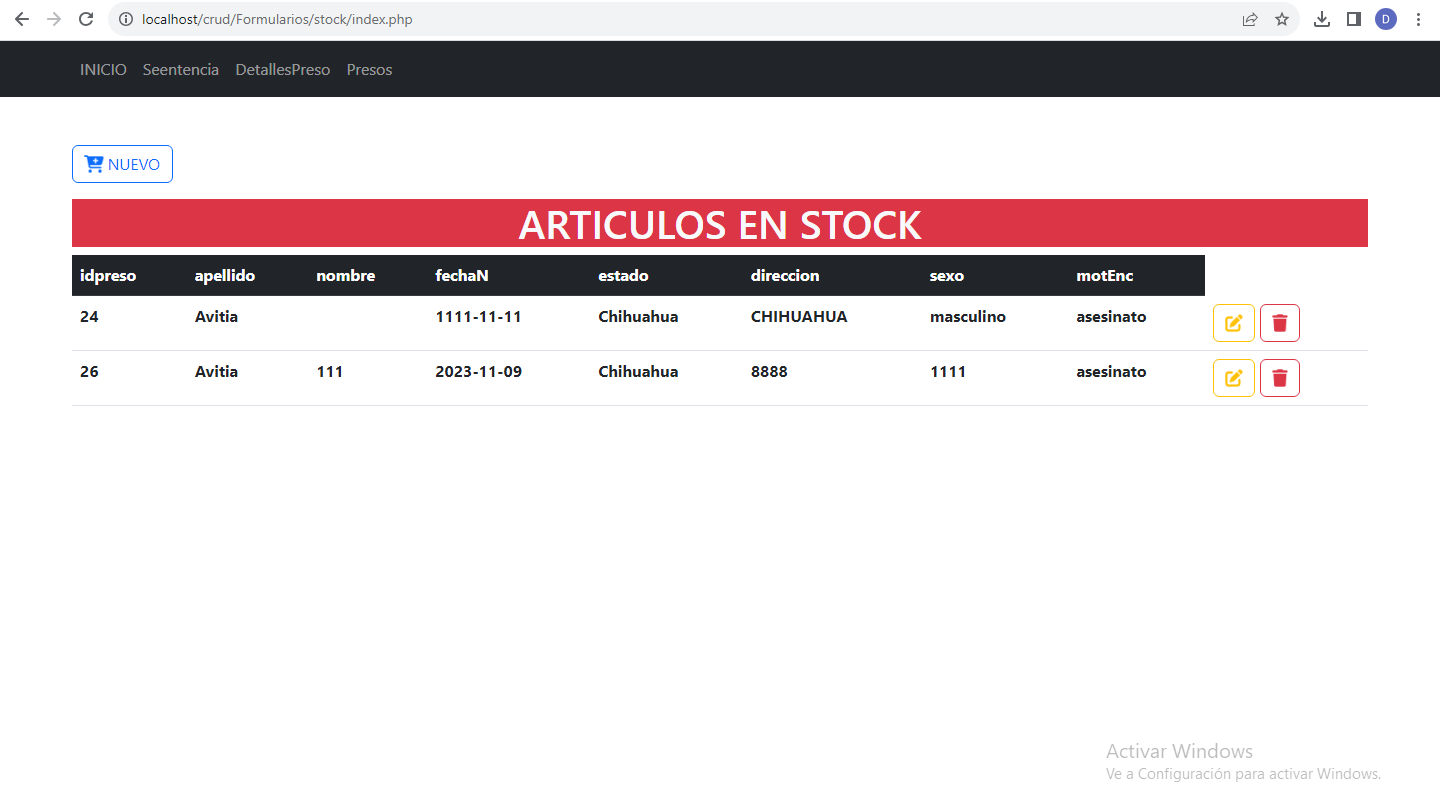 localhost/crud/Formularios/stock/index.php
D
INICIO Seentencia DetallesPreso Presos
NUEVO
ARTICULOS EN STOCK
idpreso apellido nombre fechaN estado direccion sexo motEnc
24 Avitia 1111-11-11 Chihuahua CHIHUAHUA masculino asesinato
26 Avitia 111 2023-11-09 Chihuahua 8888 1111 asesinato
Activar Windows
Ve a Configuración para activar Windows.